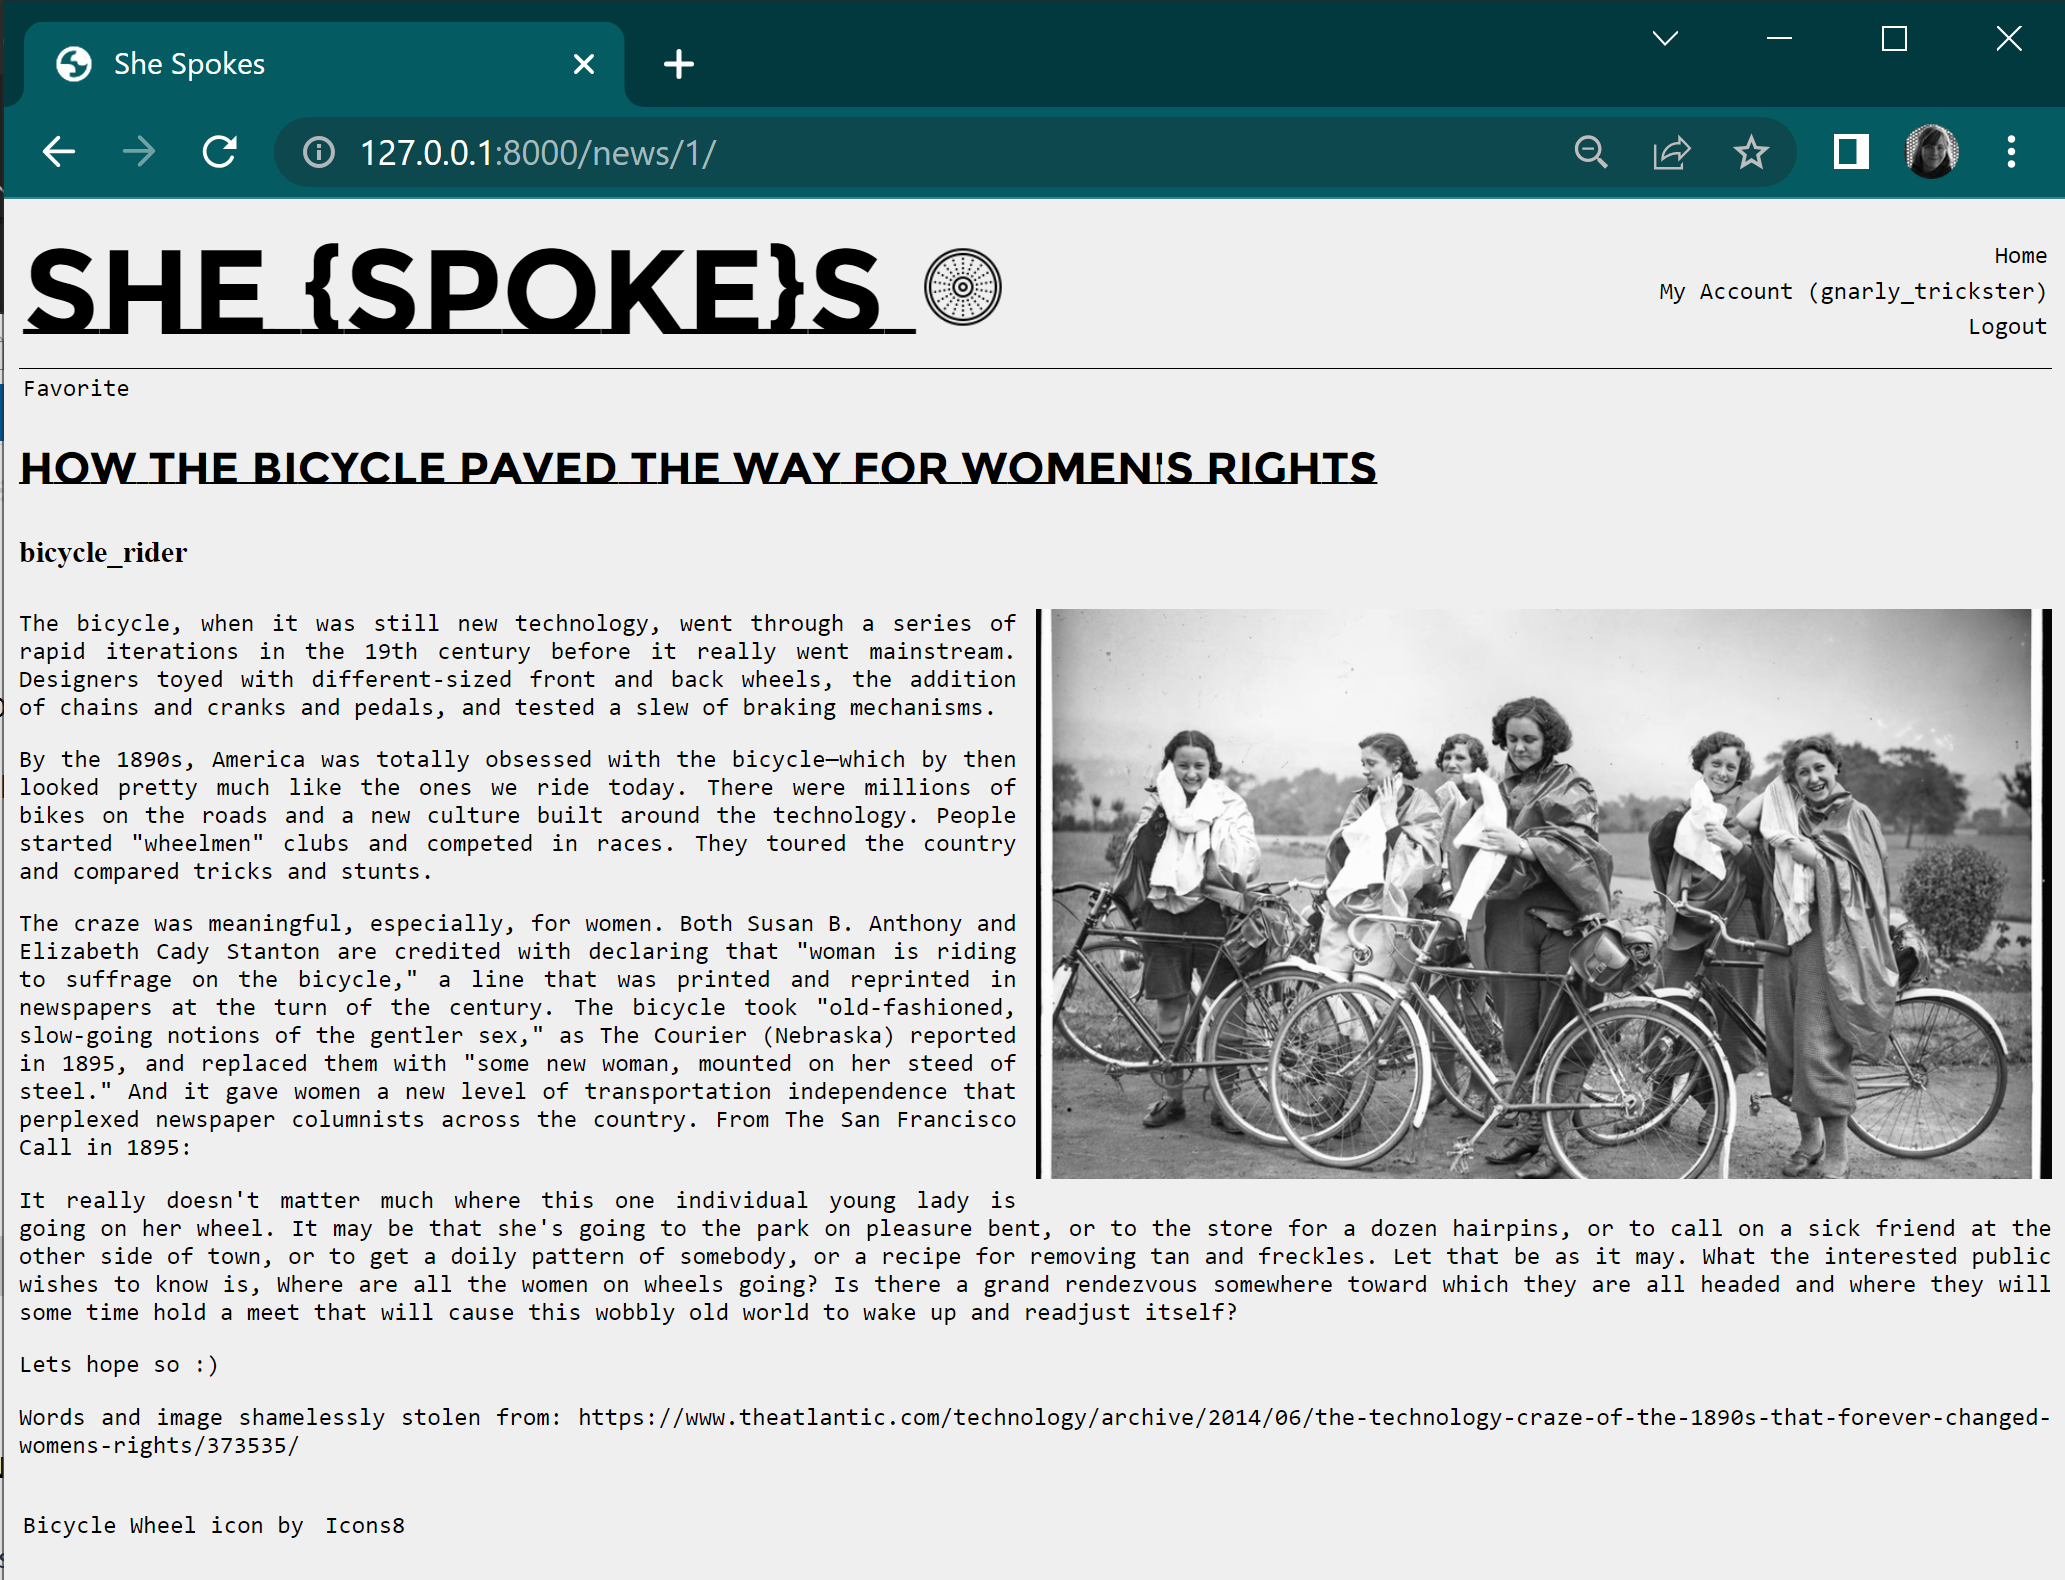 She Spokes
127.0.0.1:8000/news/1/
SHE {SPOKE}S
Home
My Account (gnarly_trickster)
Logout
Favorite
HOW THE BICYCLE PAVED THE WAY FOR WOMEN'S RIGHTS
bicycle_rider
The bicycle, when it was still new technology, went through a series of
rapid iterations in the 19th century before it really went mainstream.
Designers toyed with different-sized front and back wheels, the addition
of chains and cranks and pedals, and tested a slew of braking mechanisms.
By the 1890s, America was totally obsessed with the bicycle—which by then
looked pretty much like the ones we ride today. There were millions of
bikes on the roads and a new culture built around the technology. People
started "wheelmen" clubs and competed in races. They toured the country
and compared tricks and stunts.
The craze was meaningful, especially, for women. Both Susan B. Anthony and
Elizabeth Cady Stanton are credited with declaring that "woman is riding
to suffrage on the bicycle," a line that was printed and reprinted in
newspapers at the turn of the century. The bicycle took "old-fashioned,
slow-going notions of the gentler sex," as The Courier (Nebraska) reported
in 1895, and replaced them with "some new woman, mounted on her steed of
steel." And it gave women a new level of transportation independence that
perplexed newspaper columnists across the country. From The San Francisco
Call in 1895:
It really doesn't matter much where this one individual young lady is
going on her wheel. It may be that she's going to the park on pleasure bent, or to the store for a dozen hairpins, or to call on a sick friend at the
other side of town, or to get a doily pattern of somebody, or a recipe for removing tan and freckles. Let that be as it may. What the interested public
wishes to know is, Where are all the women on wheels going? Is there a grand rendezvous somewhere toward which they are all headed and where they will
some time hold a meet that will cause this wobbly old world to wake up and readjust itself?
Lets hope so :)
Words and image shamelessly stolen from: https://www.theatlantic.com/technology/archive/2014/06/the-technology-craze-of-the-1890s-that-forever-changed-
womens-rights/373535/
Bicycle Wheel icon by Icons8